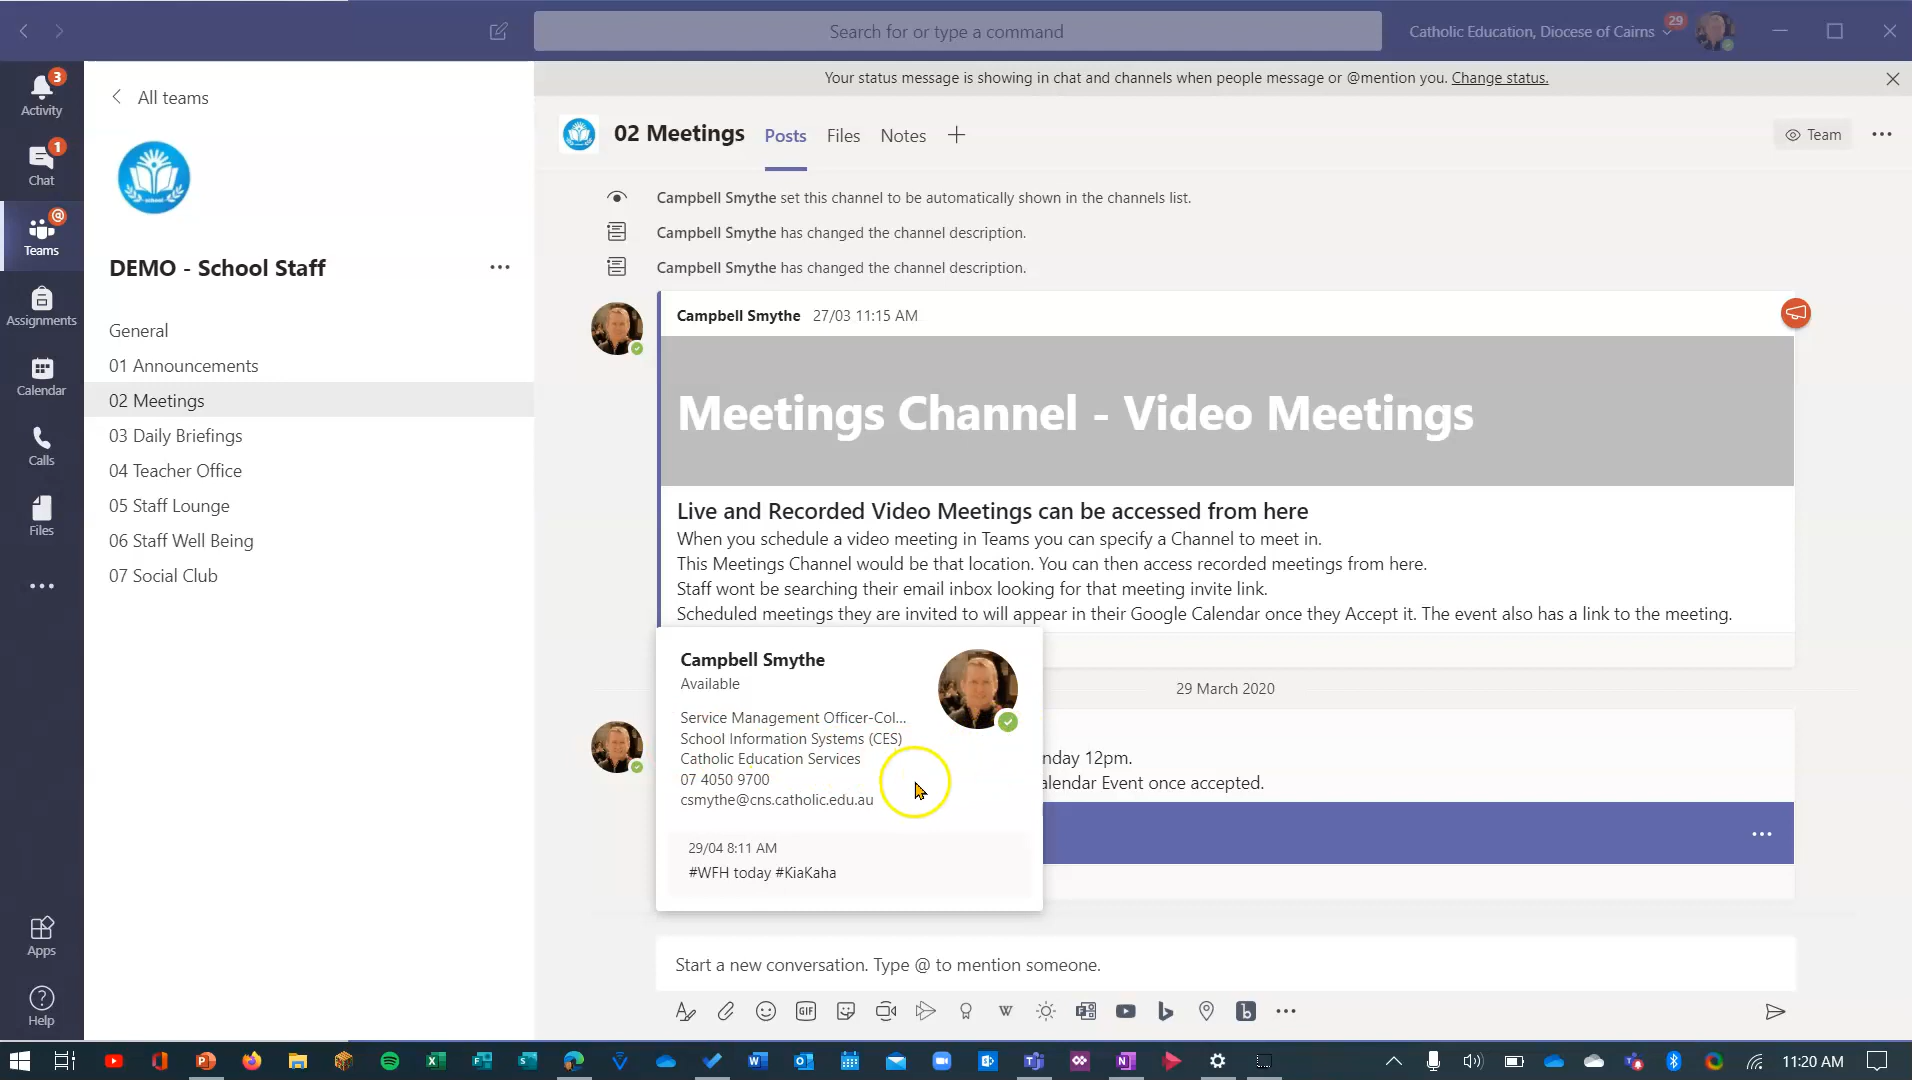 Search for or type a command
Catholic Education, Diocese of Cairns
29
Your status message is showing in chat and channels when people message or @mention you. Change status.
Activity
3
Chat
1
Teams
@
Assignments
Calendar
Calls
Files
Apps
Help
All teams
school
DEMO - School Staff
General
01 Announcements
02 Meetings
03 Daily Briefings
04 Teacher Office
05 Staff Lounge
06 Staff Well Being
07 Social Club
02 Meetings
Posts
Files
Notes
Team
Campbell Smythe set this channel to be automatically shown in the channels list.
Campbell Smythe has changed the channel description.
Campbell Smythe has changed the channel description.
Campbell Smythe 27/03 11:15 AM
Meetings Channel - Video Meetings
Live and Recorded Video Meetings can be accessed from here
When you schedule a video meeting in Teams you can specify a Channel to meet in.
This Meetings Channel would be that location. You can then access recorded meetings from here.
Staff wont be searching their email inbox looking for that meeting invite link.
Scheduled meetings they are invited to will appear in their Google Calendar once they Accept it. The event also has a link to the meeting.
Campbell Smythe
Available
Service Management Officer-Col...
School Information Systems (CES)
Catholic Education Services
07 4050 9700
csmythe@cns.catholic.edu.au
29/04 8:11 AM
#WFH today #KiaKaha
29 March 2020
nday 12pm.
alendar Event once accepted.
Start a new conversation. Type @ to mention someone.
GIF
11:20 AM